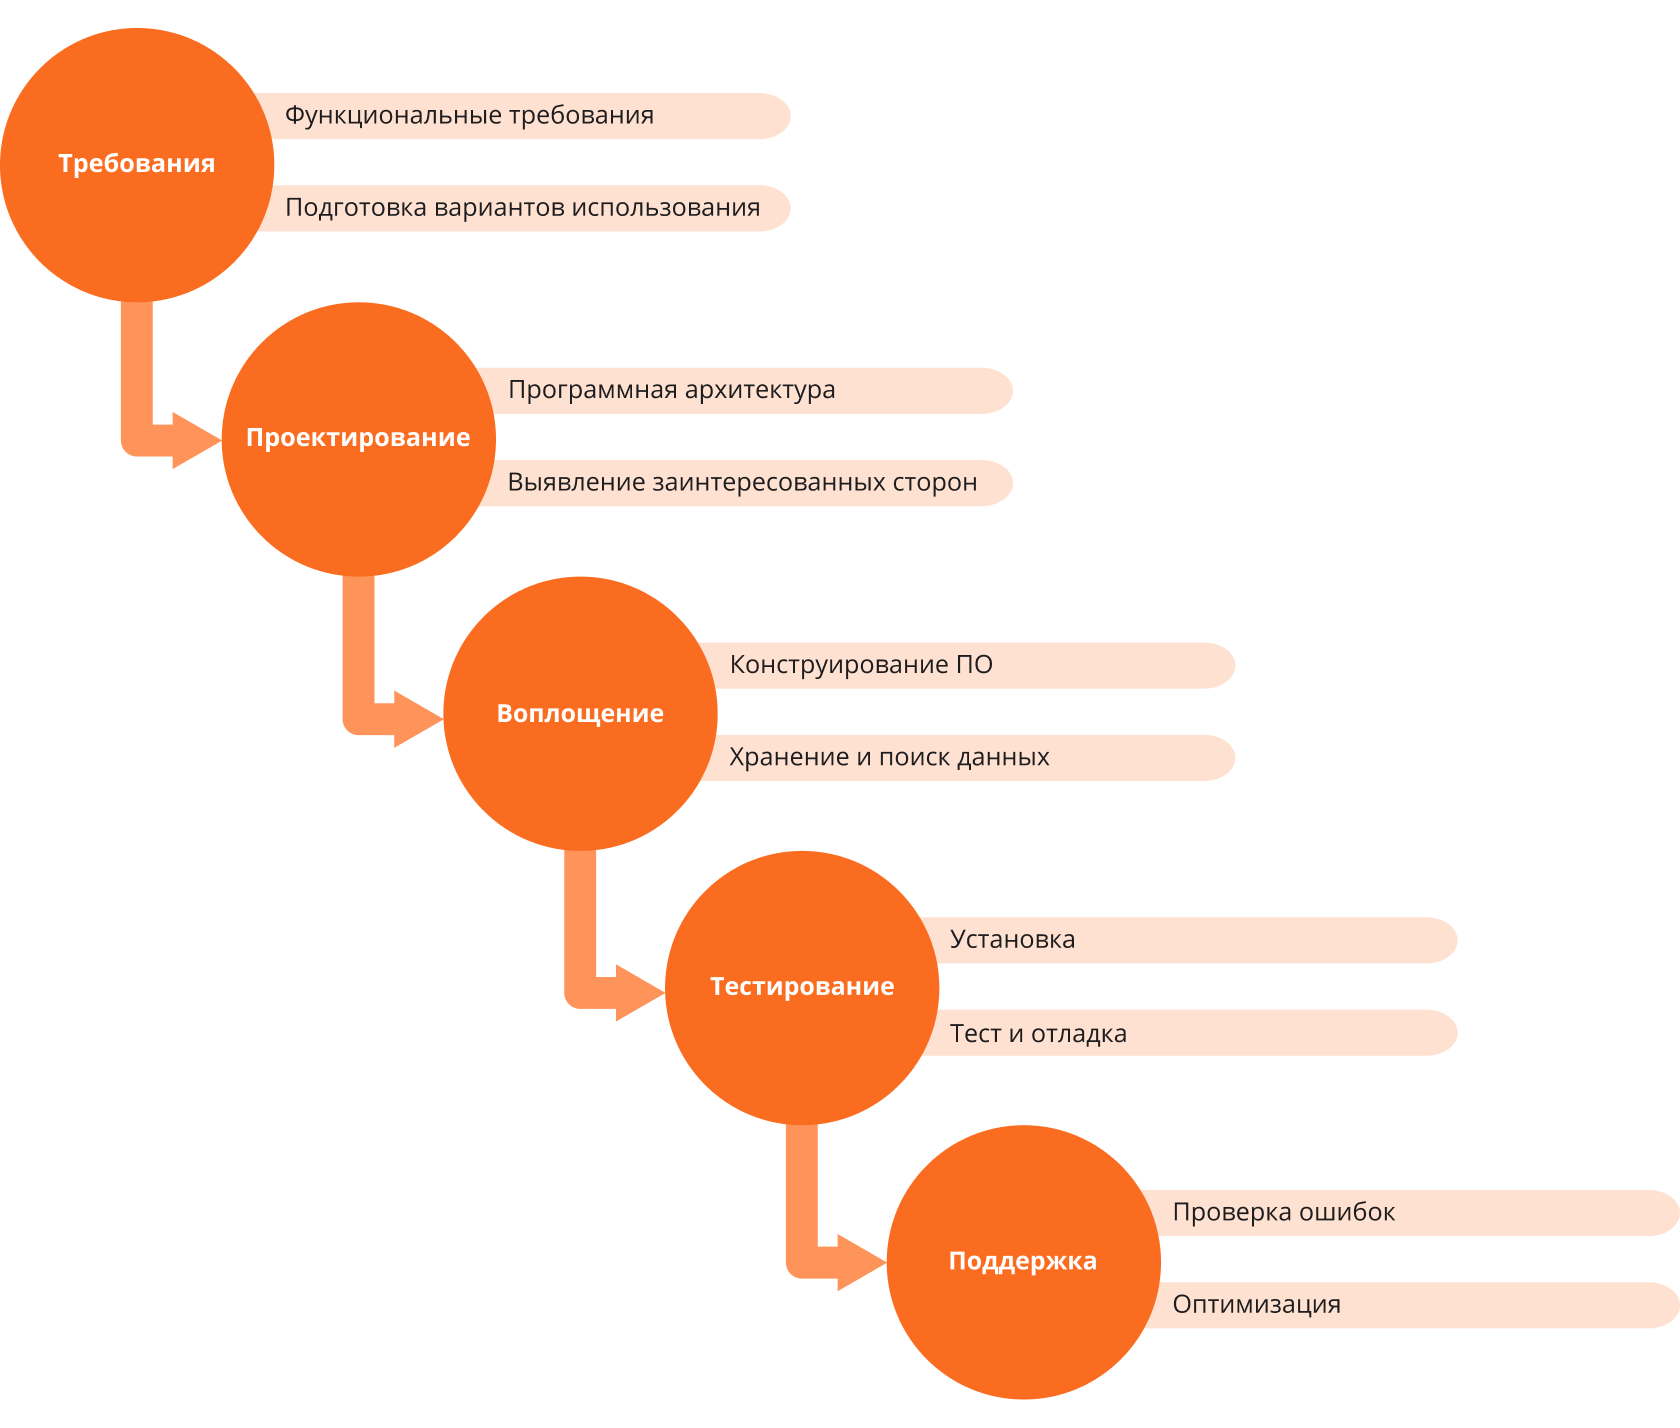 Требования
Функциональные требования
Подготовка вариантов использования
Проектирование
Программная архитектура
Выявление заинтересованных сторон
Воплощение
Конструирование ПО
Хранение и поиск данных
Тестирование
Установка
Тест и отладка
Поддержка
Проверка ошибок
Оптимизация